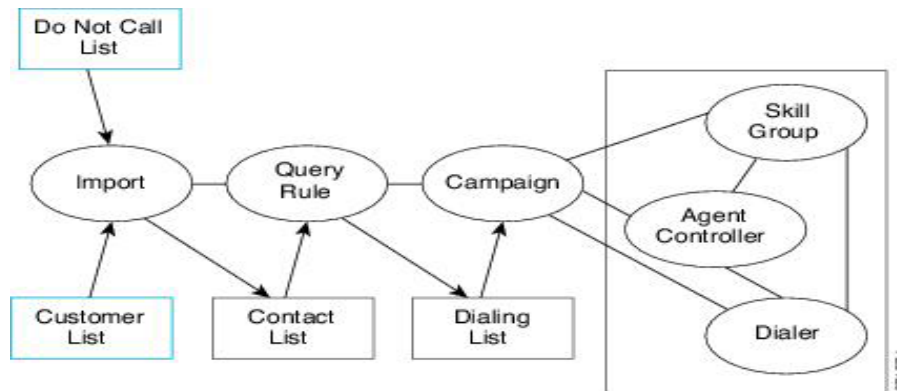 Do Not Call
List
Import
Query
Rule
Campaign
Skill
Group
Agent
Controller
Dialer
Customer
List
Contact
List
Dialing
List